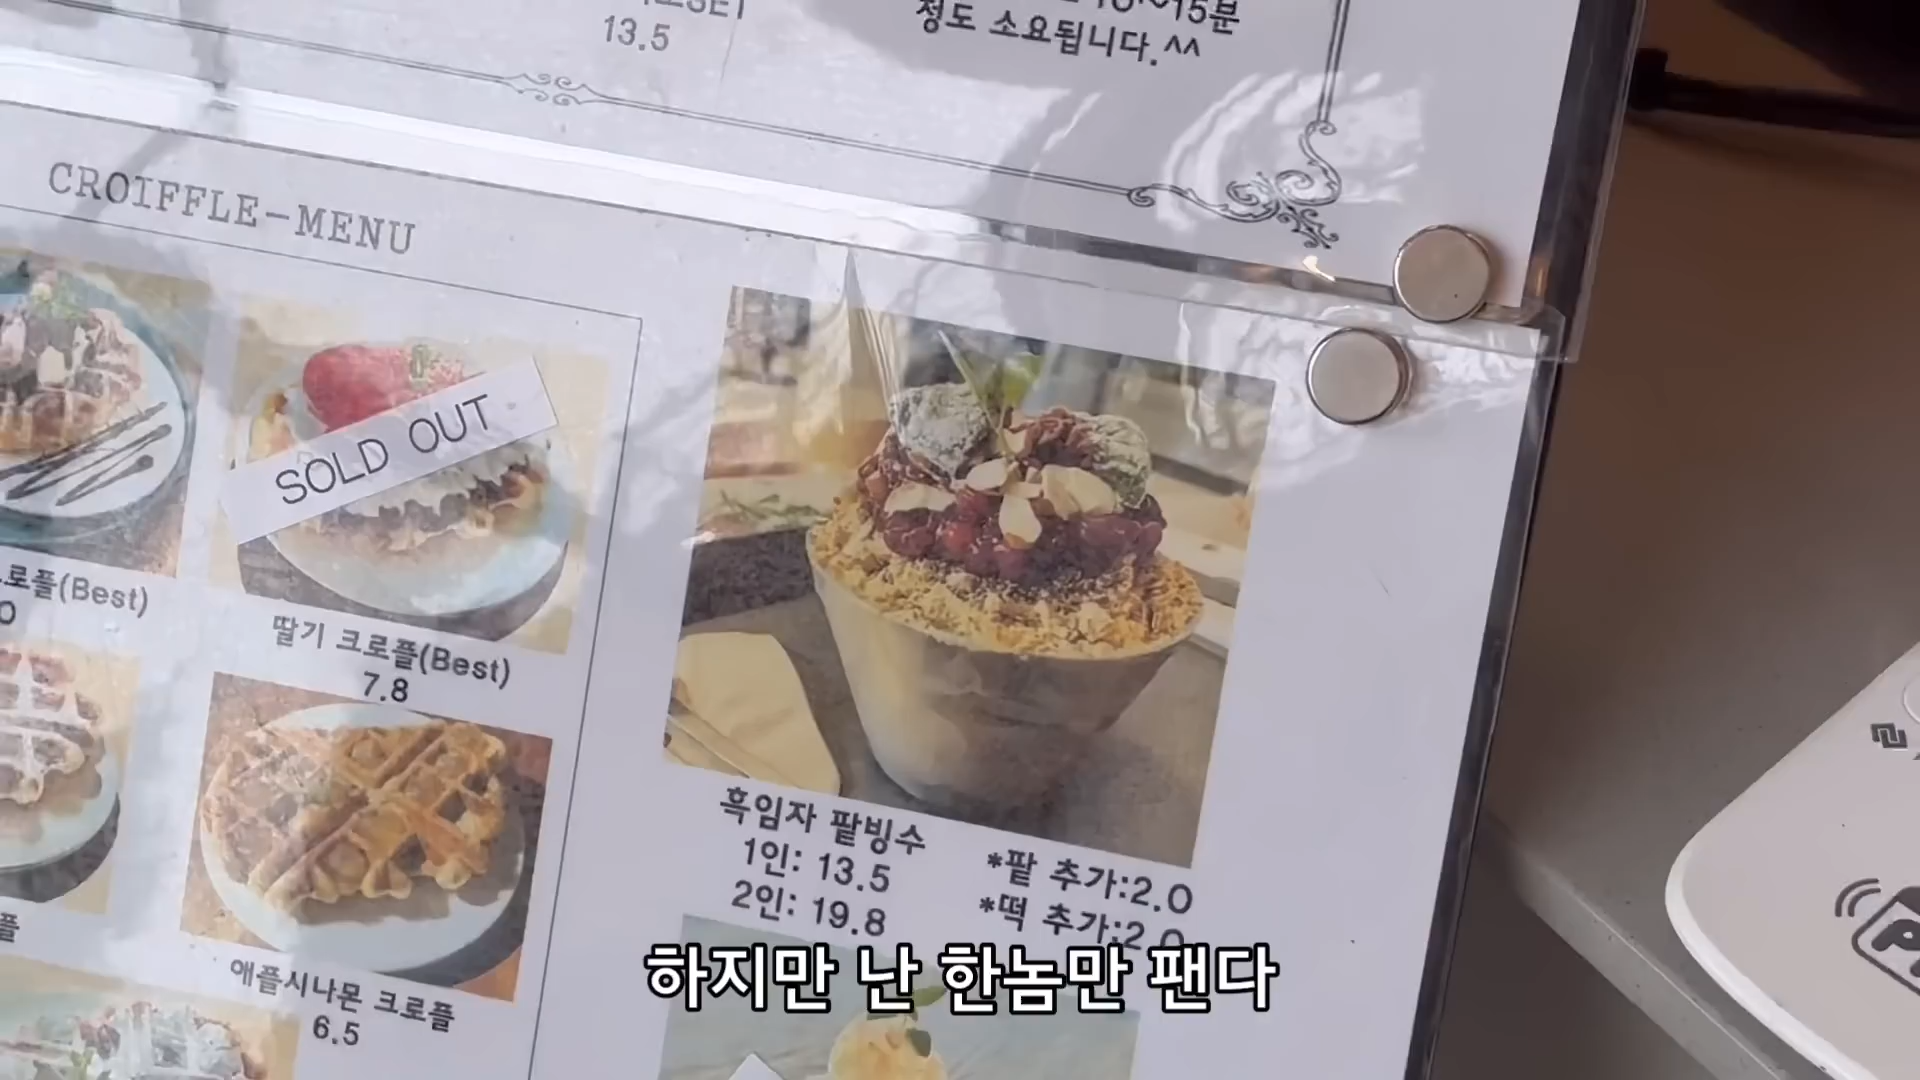 13.5
정도 소요됩니다.^^
CROIFFLE-MENU
SOLD OUT
로플(Best)
딸기 크로플(Best)
7.8
흑임자 팥빙수
1인: 13.5
2인: 19.8
*팥 추가:2.0
*떡 추가:2.0
플
애플시나몬 크로플
6.5
하지만 난 한놈만 팬다